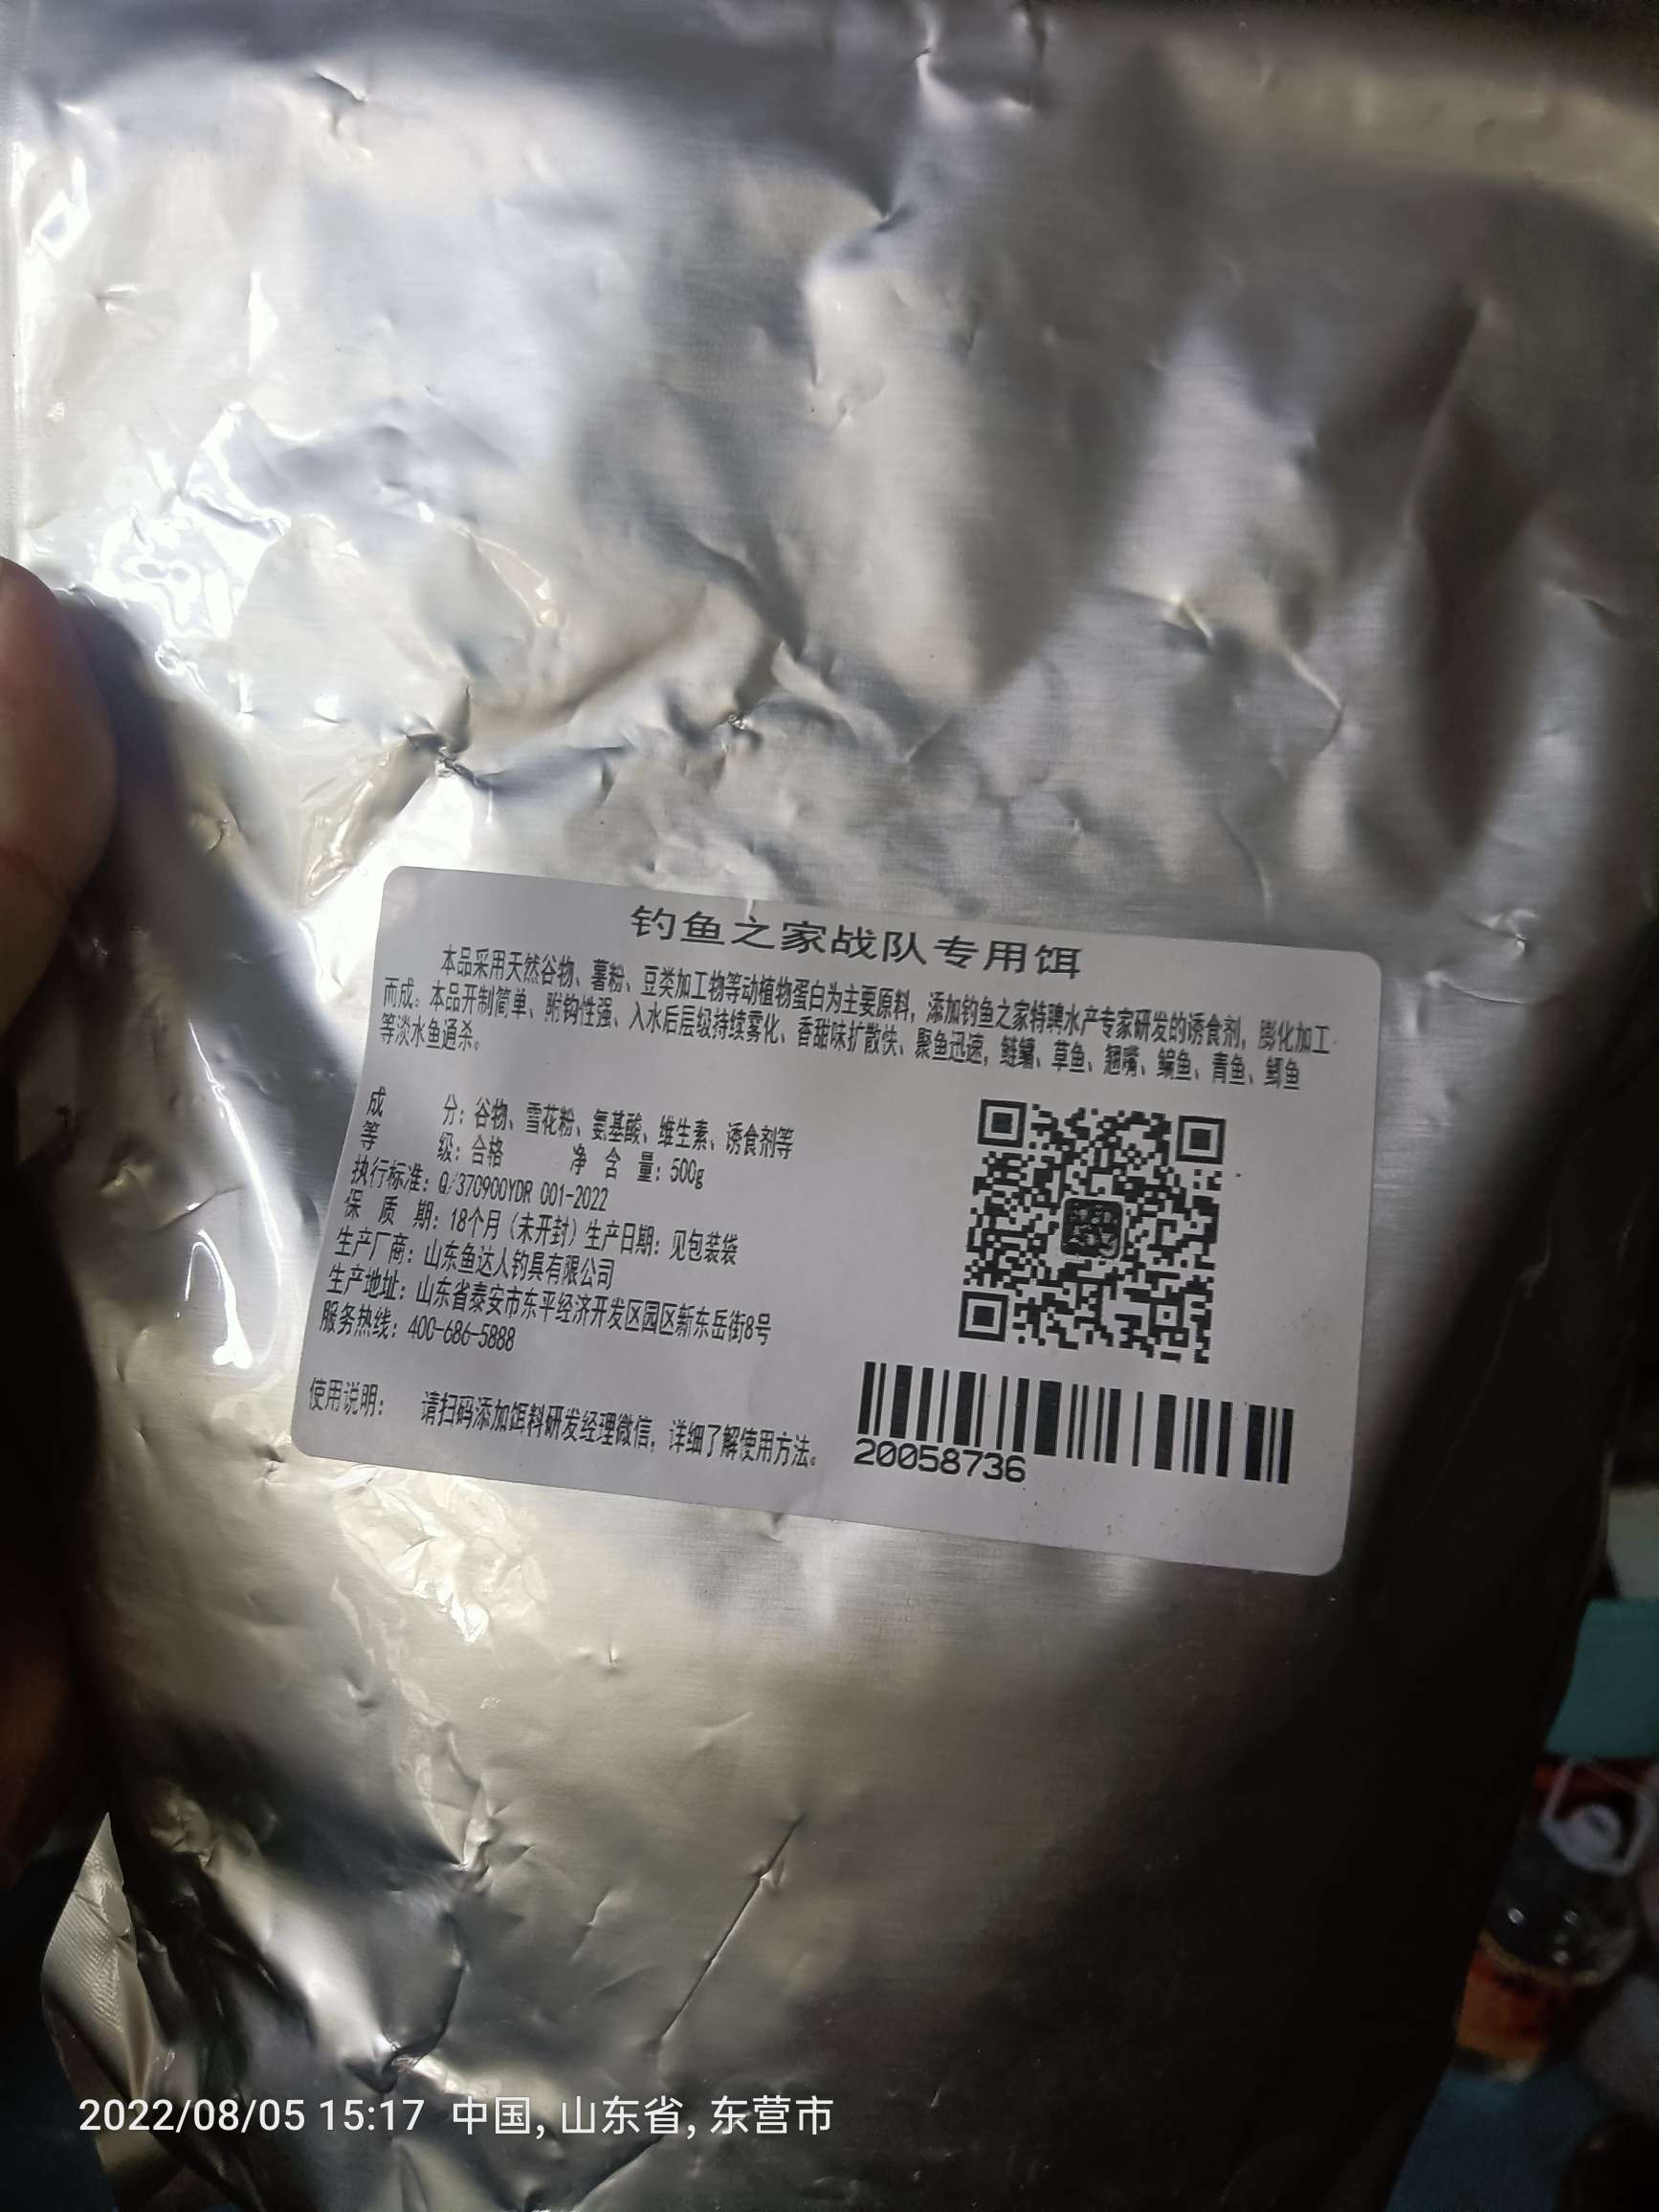 钓鱼之家战队专用饵
本品采用天然谷物、薯粉、豆类加工物等动植物蛋白为主要原料，添加钓鱼之家特聘水产专家研发的诱食剂，膨化加工
而成。本品开制简单、附钩性强、入水后层级持续雾化、香甜味扩散快、聚鱼迅速，鲢鳙、草鱼、翘嘴、鳊鱼、青鱼、鲫鱼
等淡水鱼通杀。
成 分：谷物、雪花粉、氨基酸、维生素、诱食剂等
等 级：合格 净 含 量：500g
执行标准：Q/370900YDR 001-2022
保 质 期：18个月（未开封）生产日期：见包装袋
生产厂商：山东鱼达人钓具有限公司
生产地址：山东省泰安市东平经济开发区园区新东岳街8号
服务热线：400-686-5888
使用说明： 请扫码添加饵料研发经理微信，详细了解使用方法。
20058736
2022/08/05 15:17 中国, 山东省, 东营市